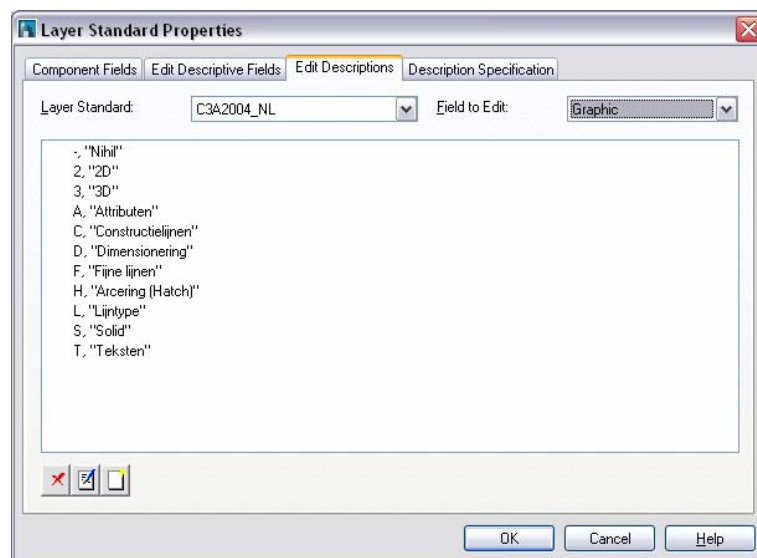 Layer Standard Properties
Component Fields Edit Descriptive Fields Edit Descriptions Description Specification
Layer Standard: C3A2004_NL Field to Edit: Graphic
-, "Nihil"
2, "2D"
3, "3D"
A, "Attributen"
C, "Constructielijnen"
D, "Dimensionering"
F, "Fijne lijnen"
H, "Arcering (Hatch)"
L, "Lijntype"
S, "Solid"
T, "Teksten"
OK Cancel Help